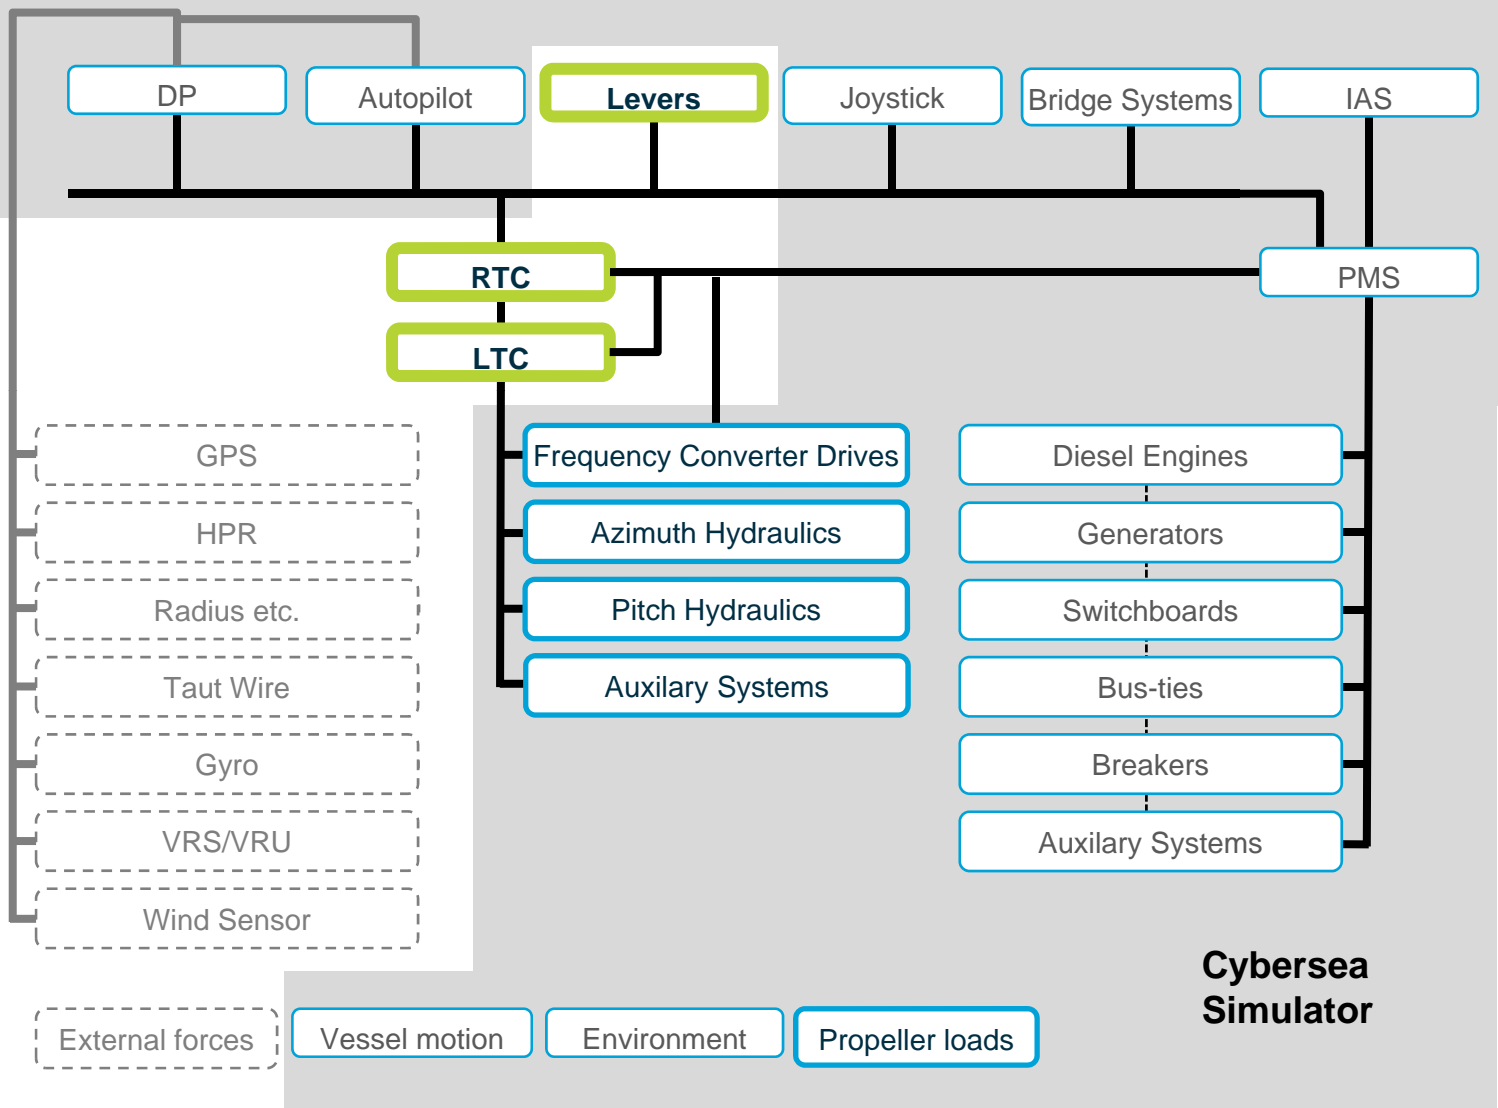 DP
Autopilot
Levers
Joystick
Bridge Systems
IAS
RTC
PMS
LTC
GPS
Frequency Converter Drives
Diesel Engines
HPR
Azimuth Hydraulics
Generators
Radius etc.
Pitch Hydraulics
Switchboards
Taut Wire
Auxilary Systems
Bus-ties
Gyro
Breakers
VRS/VRU
Auxilary Systems
Wind Sensor
Cybersea
Simulator
External forces
Vessel motion
Environment
Propeller loads